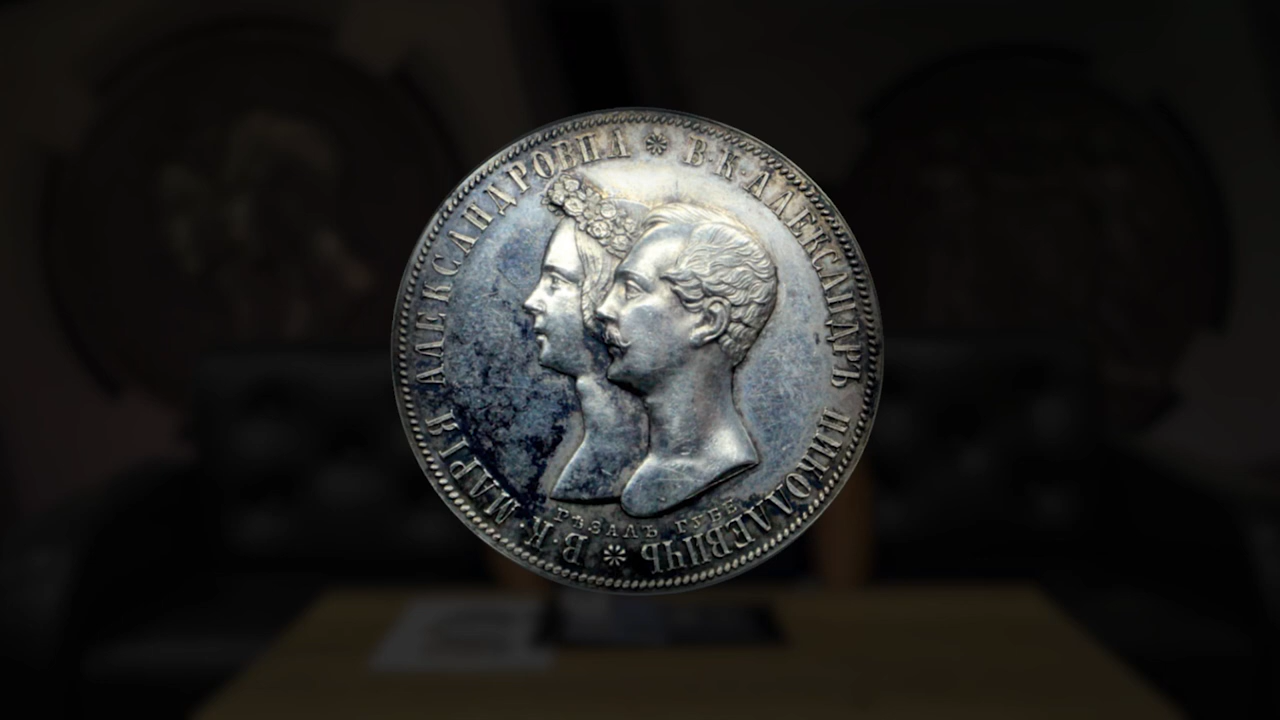 В·К·МАРІЯ АЛЕКСАНДРОВНА
В·К·АЛЕКСАНДРЪ НИКОЛАЕВИЧЪ
РѢЗАЛЪ ГУБЕ